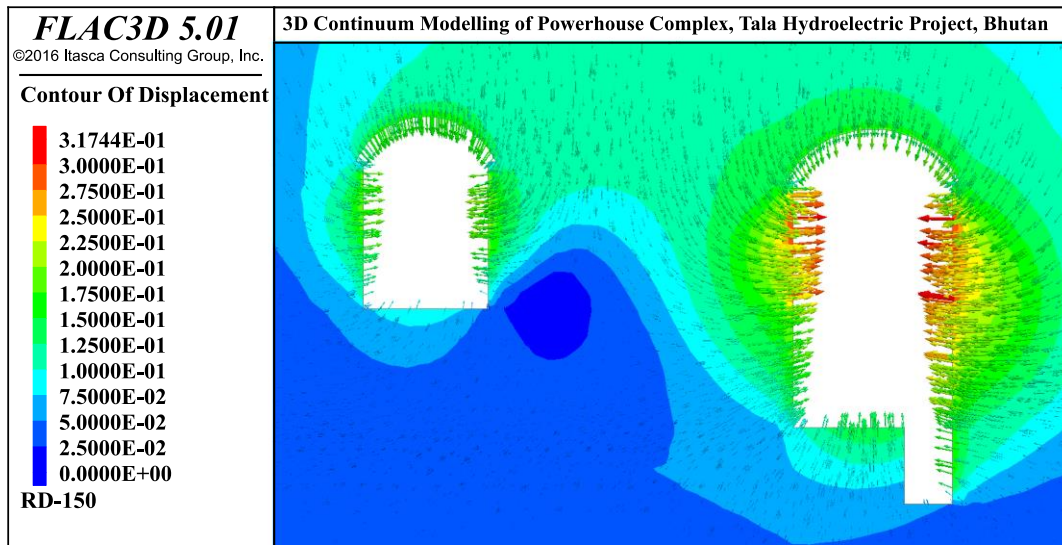 FLAC3D 5.01
©2016 Itasca Consulting Group, Inc.
Contour Of Displacement
3.1744E-01
3.0000E-01
2.7500E-01
2.5000E-01
2.2500E-01
2.0000E-01
1.7500E-01
1.5000E-01
1.2500E-01
1.0000E-01
7.5000E-02
5.0000E-02
2.5000E-02
0.0000E+00
RD-150
3D Continuum Modelling of Powerhouse Complex, Tala Hydroelectric Project, Bhutan